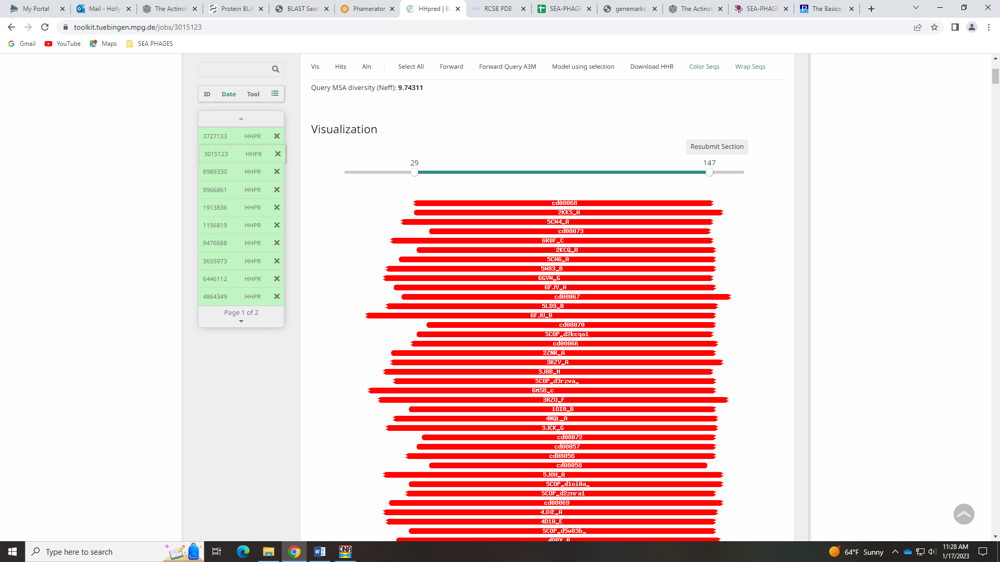 My Portal
Mail - Holly
The Actinob
Protein BLA
BLAST Sear
Phamerator
HHpred | Bi
RCSB PDB -
SEA-PHAGE
genemarks.
The Actinob
SEA-PHAGE
The Basics:
toolkit.tuebingen.mpg.de/jobs/3015123
Gmail
YouTube
Maps
SEA PHAGES
Vis Hits Aln Select All Forward Forward Query A3M Model using selection Download HHR Color Seqs Wrap Seqs
Query MSA diversity (Neff): 9.74311
ID Date Tool
3727133 HHPR
3015123 HHPR
8989330 HHPR
9966861 HHPR
1913836 HHPR
1156819 HHPR
9476688 HHPR
3655973 HHPR
6446112 HHPR
4864349 HHPR
Page 1 of 2
Visualization
Resubmit Section
29 147
cd08068
2KKS_A
5CW4_A
cd08073
6R8F_C
2KCQ_A
5CW6_A
5W83_B
6GVW_G
6FJV_A
cd08067
5LD9_B
6FJU_B
cd08070
SCOP_d2kcqa1
cd08066
2ZNR_A
3RZV_A
3J8B_H
SCOP_d3rzva_
6MSB_c
3RZU_F
1OI0_B
4NQL_A
3JCK_G
cd08072
cd08057
cd08056
cd08058
5JOH_A
SCOP_d1oi0a_
SCOP_d2znra1
cd08069
4JXE_A
4D10_E
SCOP_d5w83b_
Type here to search
DNA
64°F Sunny
11:28 AM
1/17/2023